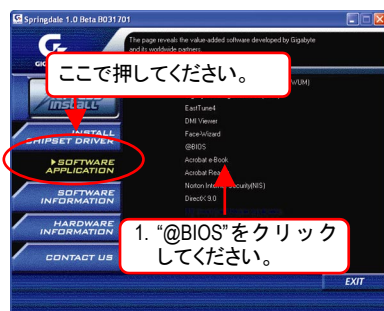 Springdale 1.0 Beta B031701
The page reveals the value-added software developed by Gigabyte
and its worldwide partners.
ここで押してください。
INSTALL
INSTALL
CHIPSET DRIVER
SOFTWARE
APPLICATION
SOFTWARE
INFORMATION
HARDWARE
INFORMATION
CONTACT US
EasyTune4
DMI Viewer
Face-Wizard
@BIOS
Acrobat e-Book
Norton Internet Security(NIS)
DirectX 9.0
1. “@BIOS”をクリック
してください。
EXIT